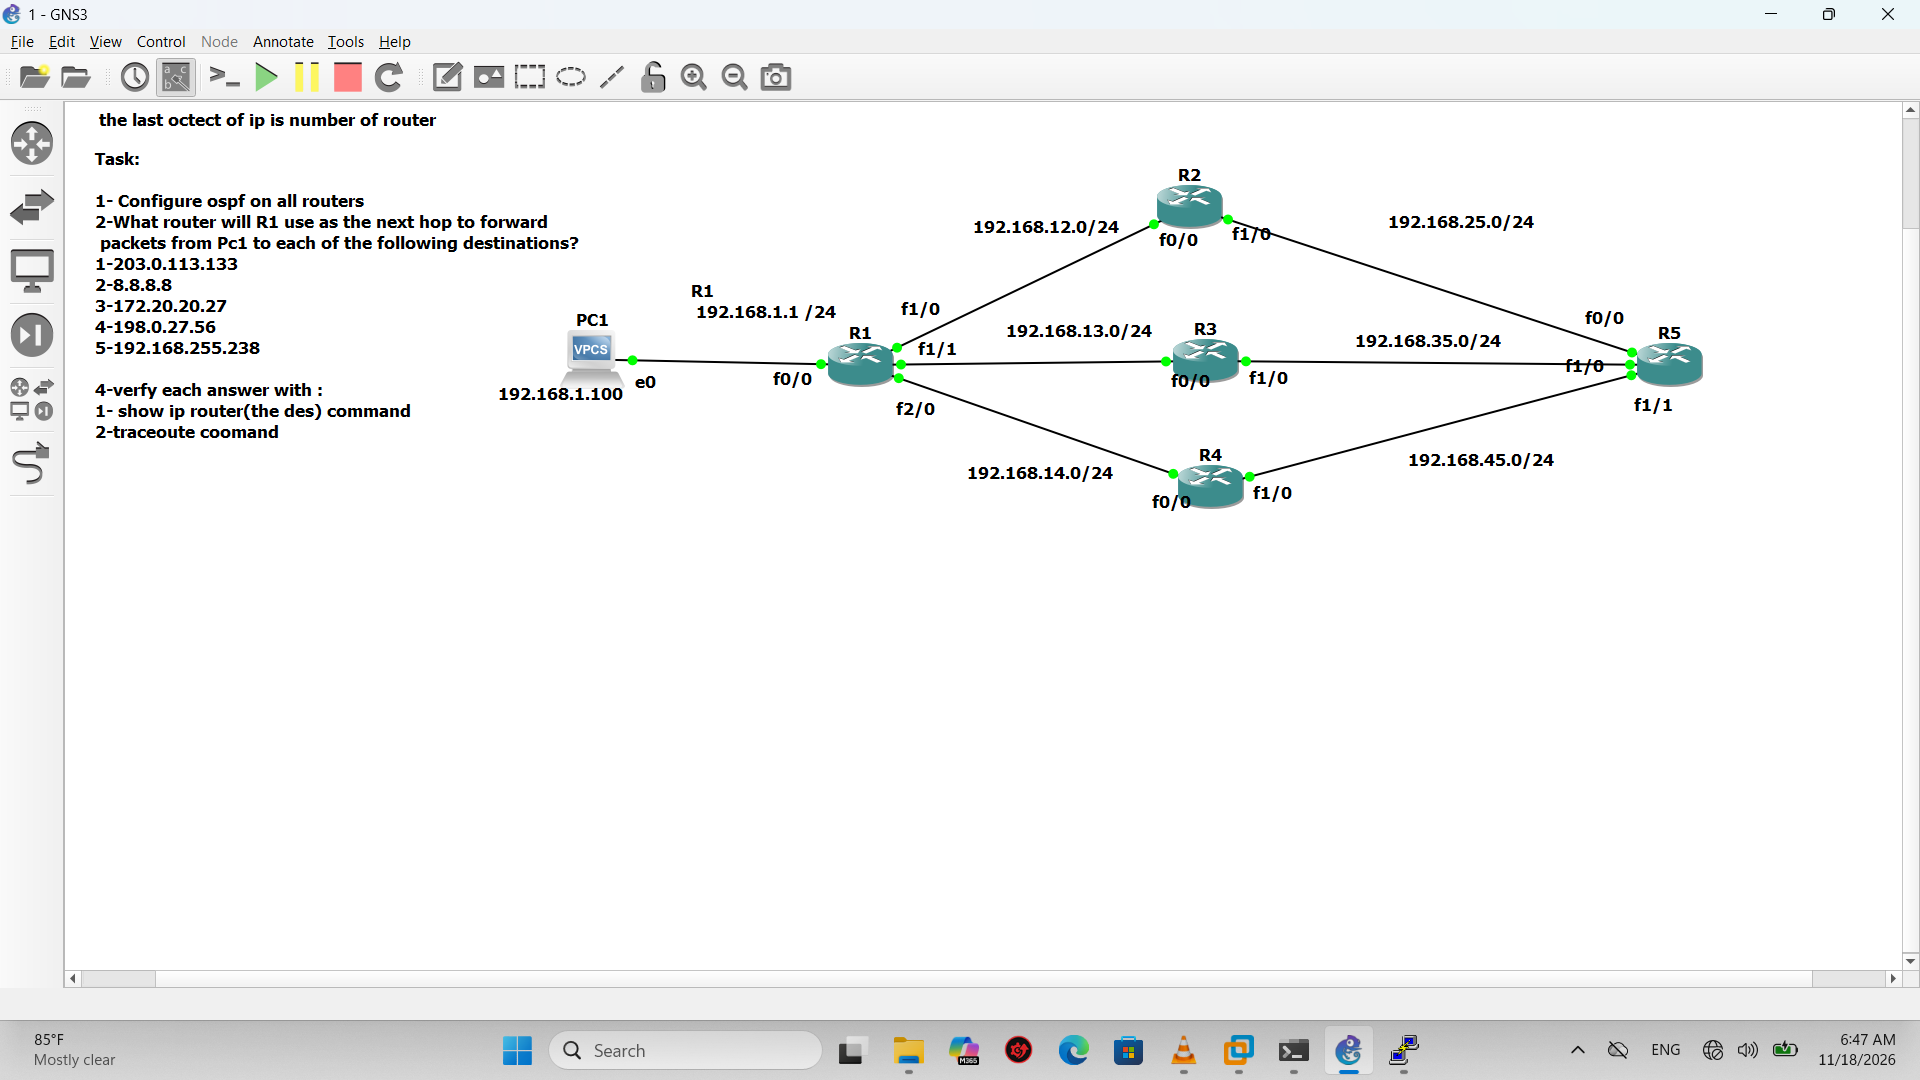 1 - GNS3
File Edit View Control Node Annotate Tools Help
the last octect of ip is number of router
Task:
1- Configure ospf on all routers
2-What router will R1 use as the next hop to forward
packets from Pc1 to each of the following destinations?
1-203.0.113.133
2-8.8.8.8
3-172.20.20.27
4-198.0.27.56
5-192.168.255.238
4-verfy each answer with :
1- show ip router(the des) command
2-traceoute coomand
PC1
VPCS
192.168.1.100
e0
R1
192.168.1.1 /24
f0/0
R1
f1/0
f1/1
f2/0
192.168.12.0/24
192.168.13.0/24
192.168.14.0/24
R2
f0/0
f1/0
R3
f0/0
f1/0
R4
f0/0
f1/0
192.168.25.0/24
192.168.35.0/24
192.168.45.0/24
f0/0
R5
f1/0
f1/1
85°F
Mostly clear
Search
M365
ENG
6:47 AM
11/18/2026